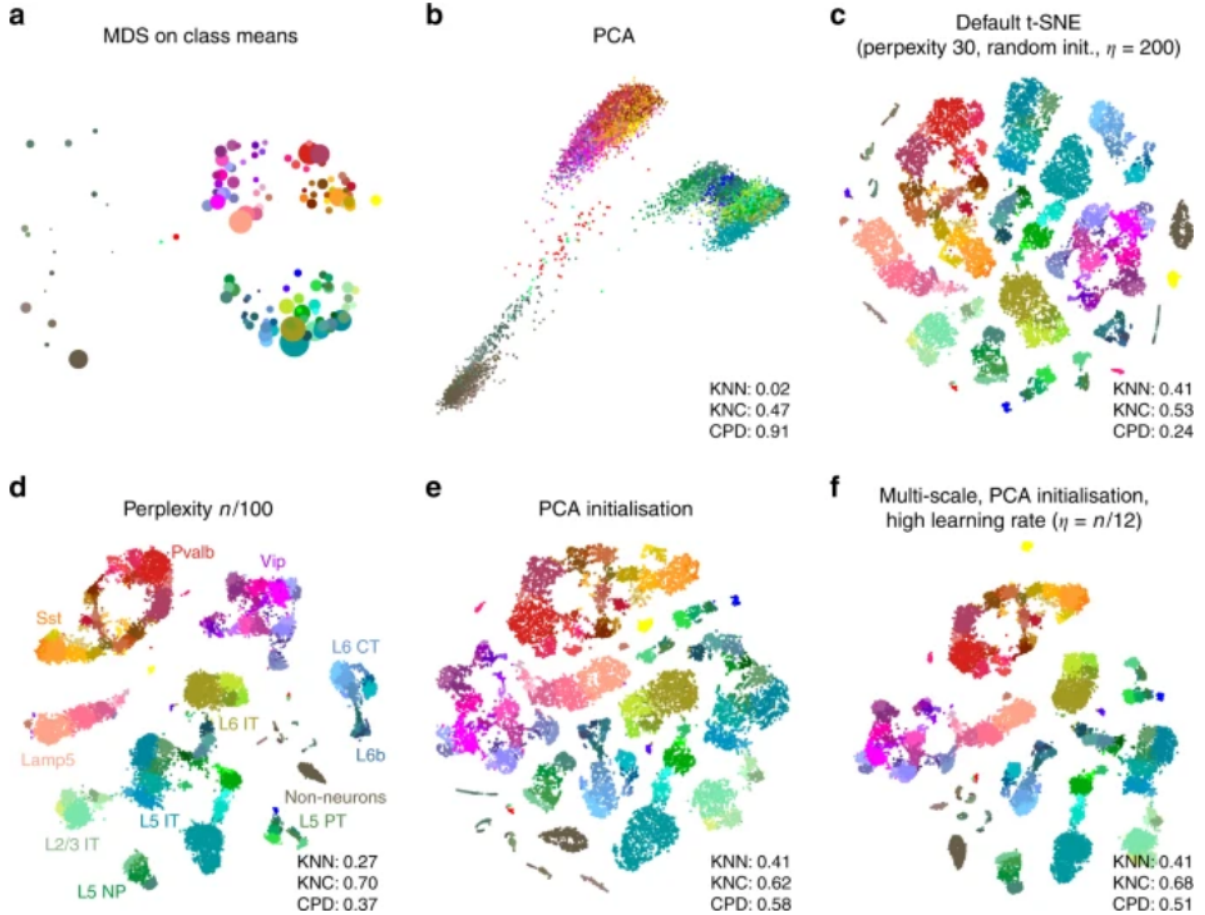 a
MDS on class means
b
PCA
KNN: 0.02
KNC: 0.47
CPD: 0.91
c
Default t-SNE
(perpexity 30, random init., η = 200)
KNN: 0.41
KNC: 0.53
CPD: 0.24
d
Perplexity n/100
Pvalb
Vip
Sst
L6 CT
L6 IT
Lamp5
L6b
Non-neurons
L5 IT
L5 PT
L2/3 IT
L5 NP
KNN: 0.27
KNC: 0.70
CPD: 0.37
e
PCA initialisation
KNN: 0.41
KNC: 0.62
CPD: 0.58
f
Multi-scale, PCA initialisation,
high learning rate (η = n/12)
KNN: 0.41
KNC: 0.68
CPD: 0.51